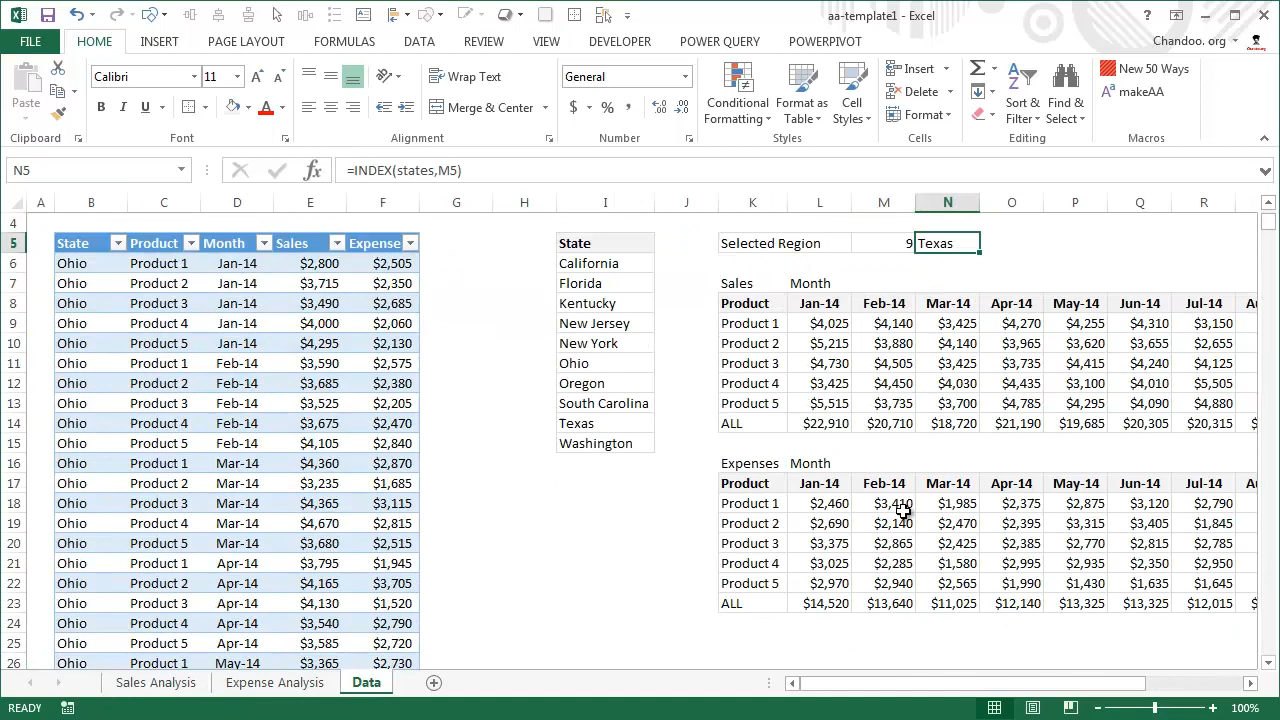 aa-template1 - Excel
FILE HOME INSERT PAGE LAYOUT FORMULAS DATA REVIEW VIEW DEVELOPER POWER QUERY POWERPIVOT Chandoo. org
Paste
Calibri 11
B I U A
Wrap Text
Merge & Center
General
$ % ,
Conditional Formatting
Format as Table
Cell Styles
Insert
Delete
Format
Sort & Filter
Find & Select
New 50 Ways
makeAA
Clipboard Font Alignment Number Styles Cells Editing Macros
N5 fx =INDEX(states,M5)
A B C D E F G H I J K L M N O P Q R
4
5 State Product Month Sales Expense State Selected Region 9 Texas
6 Ohio Product 1 Jan-14 $2,800 $2,505 California
7 Ohio Product 2 Jan-14 $3,715 $2,350 Florida Sales Month
8 Ohio Product 3 Jan-14 $3,490 $2,685 Kentucky Product Jan-14 Feb-14 Mar-14 Apr-14 May-14 Jun-14 Jul-14
9 Ohio Product 4 Jan-14 $4,000 $2,060 New Jersey Product 1 $4,025 $4,140 $3,425 $4,270 $4,255 $4,310 $3,150
10 Ohio Product 5 Jan-14 $4,295 $2,130 New York Product 2 $5,215 $3,880 $4,140 $3,965 $3,620 $3,655 $2,655
11 Ohio Product 1 Feb-14 $3,590 $2,575 Ohio Product 3 $4,730 $4,505 $3,425 $3,735 $4,415 $4,240 $4,125
12 Ohio Product 2 Feb-14 $3,685 $2,380 Oregon Product 4 $3,425 $4,450 $4,030 $4,435 $3,100 $4,010 $5,505
13 Ohio Product 3 Feb-14 $3,525 $2,205 South Carolina Product 5 $5,515 $3,735 $3,700 $4,785 $4,295 $4,090 $4,880
14 Ohio Product 4 Feb-14 $3,675 $2,470 Texas ALL $22,910 $20,710 $18,720 $21,190 $19,685 $20,305 $20,315
15 Ohio Product 5 Feb-14 $4,105 $2,840 Washington
16 Ohio Product 1 Mar-14 $4,360 $2,870 Expenses Month
17 Ohio Product 2 Mar-14 $3,235 $1,685 Product Jan-14 Feb-14 Mar-14 Apr-14 May-14 Jun-14 Jul-14
18 Ohio Product 3 Mar-14 $4,365 $3,115 Product 1 $2,460 $3,410 $1,985 $2,375 $2,875 $3,120 $2,790
19 Ohio Product 4 Mar-14 $4,670 $2,815 Product 2 $2,690 $2,140 $2,470 $2,395 $3,315 $3,405 $1,845
20 Ohio Product 5 Mar-14 $3,680 $2,515 Product 3 $3,375 $2,865 $2,425 $2,385 $2,770 $2,815 $2,785
21 Ohio Product 1 Apr-14 $3,795 $1,945 Product 4 $3,025 $2,285 $1,580 $2,995 $2,935 $2,350 $2,950
22 Ohio Product 2 Apr-14 $4,165 $3,705 Product 5 $2,970 $2,940 $2,565 $1,990 $1,430 $1,635 $1,645
23 Ohio Product 3 Apr-14 $4,130 $1,520 ALL $14,520 $13,640 $11,025 $12,140 $13,325 $13,325 $12,015
24 Ohio Product 4 Apr-14 $3,540 $2,790
25 Ohio Product 5 Apr-14 $3,585 $2,720
26 Ohio Product 1 May-14 $3,365 $2,730
Sales Analysis Expense Analysis Data
READY 100%